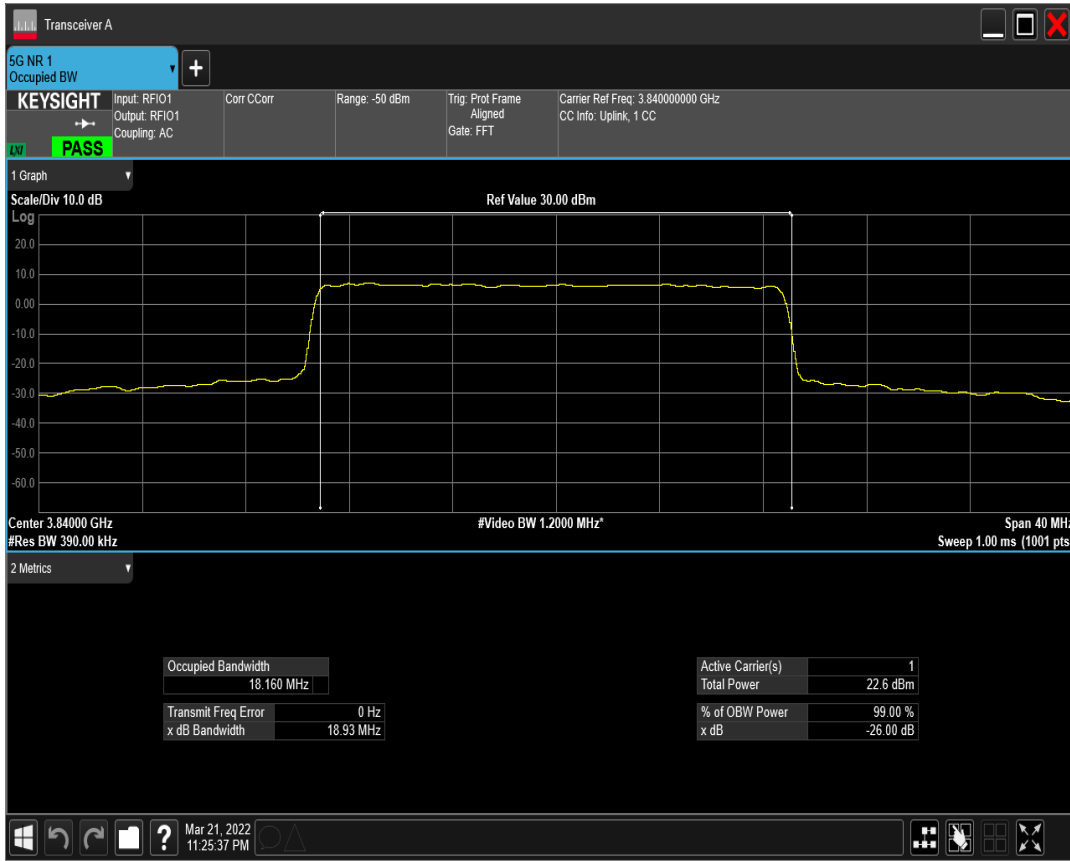 Transceiver A
5G NR 1
Occupied BW
+
KEYSIGHT
LXI
PASS
Input: RFIO1
Output: RFIO1
Coupling: AC
Corr CCorr
Range: -50 dBm
Trig: Prot Frame
Aligned
Gate: FFT
Carrier Ref Freq: 3.840000000 GHz
CC Info: Uplink, 1 CC
1 Graph
Scale/Div 10.0 dB
Ref Value 30.00 dBm
Log
20.0
10.0
0.00
-10.0
-20.0
-30.0
-40.0
-50.0
-60.0
Center 3.84000 GHz
#Video BW 1.2000 MHz*
Span 40 MHz
#Res BW 390.00 kHz
Sweep 1.00 ms (1001 pts
2 Metrics
Occupied Bandwidth
18.160 MHz
Transmit Freq Error 0 Hz
x dB Bandwidth 18.93 MHz
Active Carrier(s) 1
Total Power 22.6 dBm
% of OBW Power 99.00 %
x dB -26.00 dB
?
Mar 21, 2022
11:25:37 PM